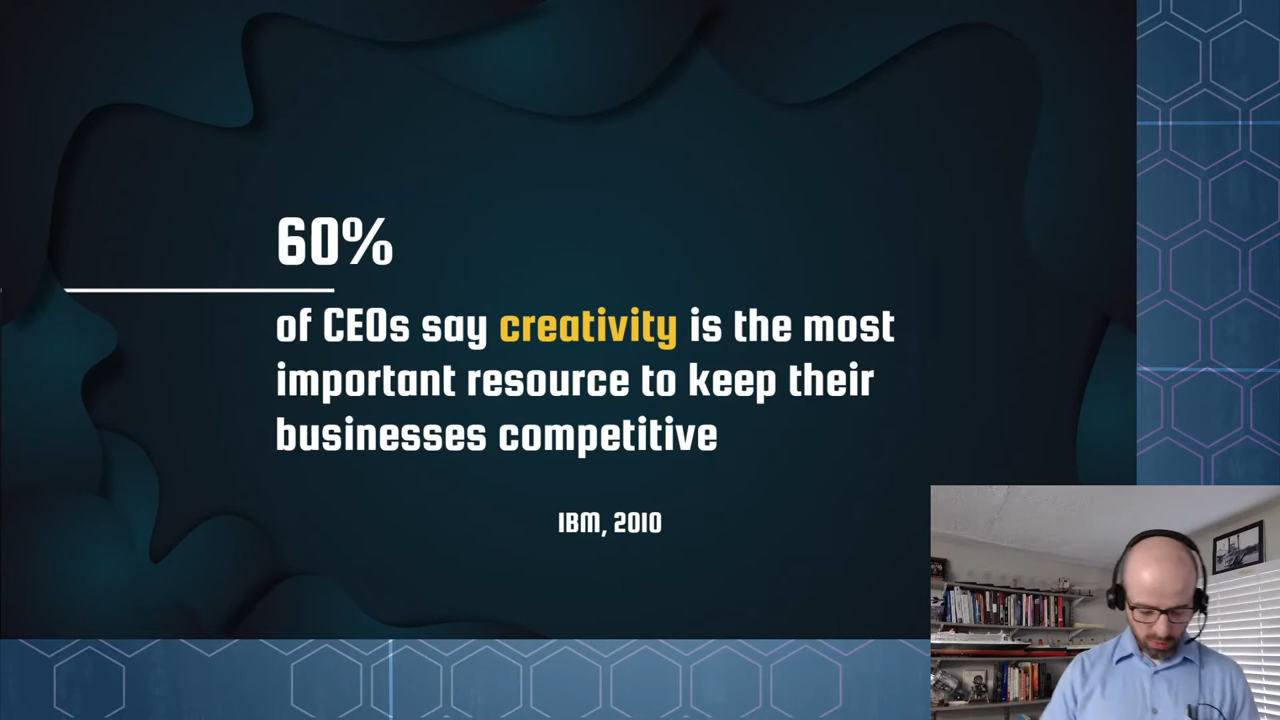 60%
of CEOs say creativity is the most
important resource to keep their
businesses competitive
IBM, 2010